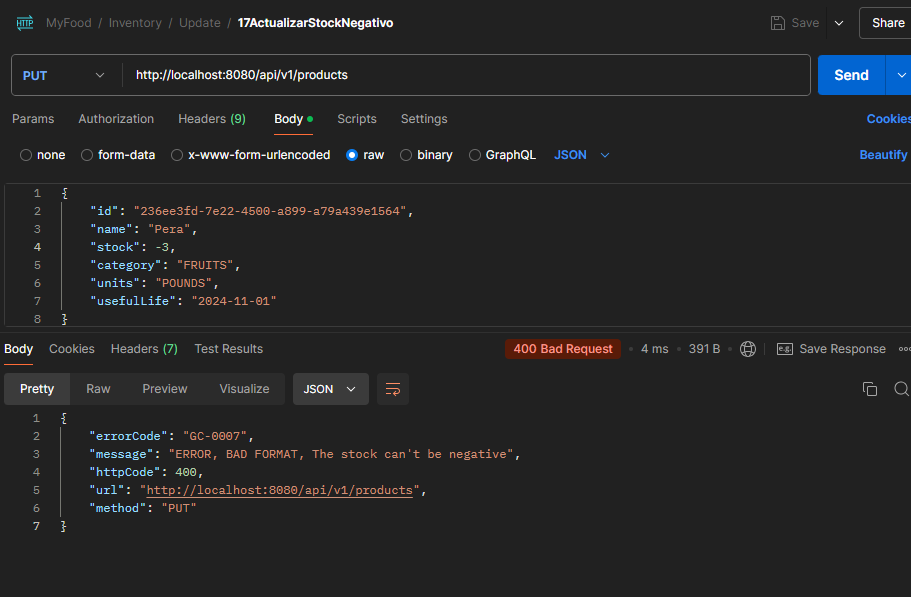 HTTP MyFood / Inventory / Update / 17ActualizarStockNegativo Save Share
PUT http://localhost:8080/api/v1/products Send
Params Authorization Headers (9) Body Scripts Settings Cookies
none form-data x-www-form-urlencoded raw binary GraphQL JSON Beautify
1 {
2 "id": "236ee3fd-7e22-4500-a899-a79a439e1564",
3 "name": "Pera",
4 "stock": -3,
5 "category": "FRUITS",
6 "units": "POUNDS",
7 "usefulLife": "2024-11-01"
8 }
Body Cookies Headers (7) Test Results 400 Bad Request 4 ms 391 B e.g. Save Response
Pretty Raw Preview Visualize JSON
1 {
2 "errorCode": "GC-0007",
3 "message": "ERROR, BAD FORMAT, The stock can't be negative",
4 "httpCode": 400,
5 "url": "http://localhost:8080/api/v1/products",
6 "method": "PUT"
7 }